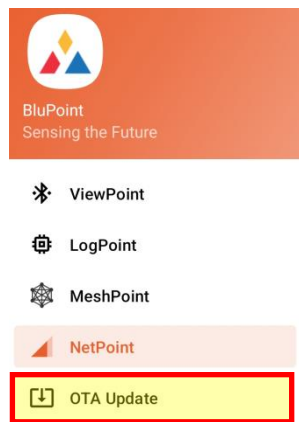 BluPoint
Sensing the Future
ViewPoint
LogPoint
MeshPoint
NetPoint
OTA Update